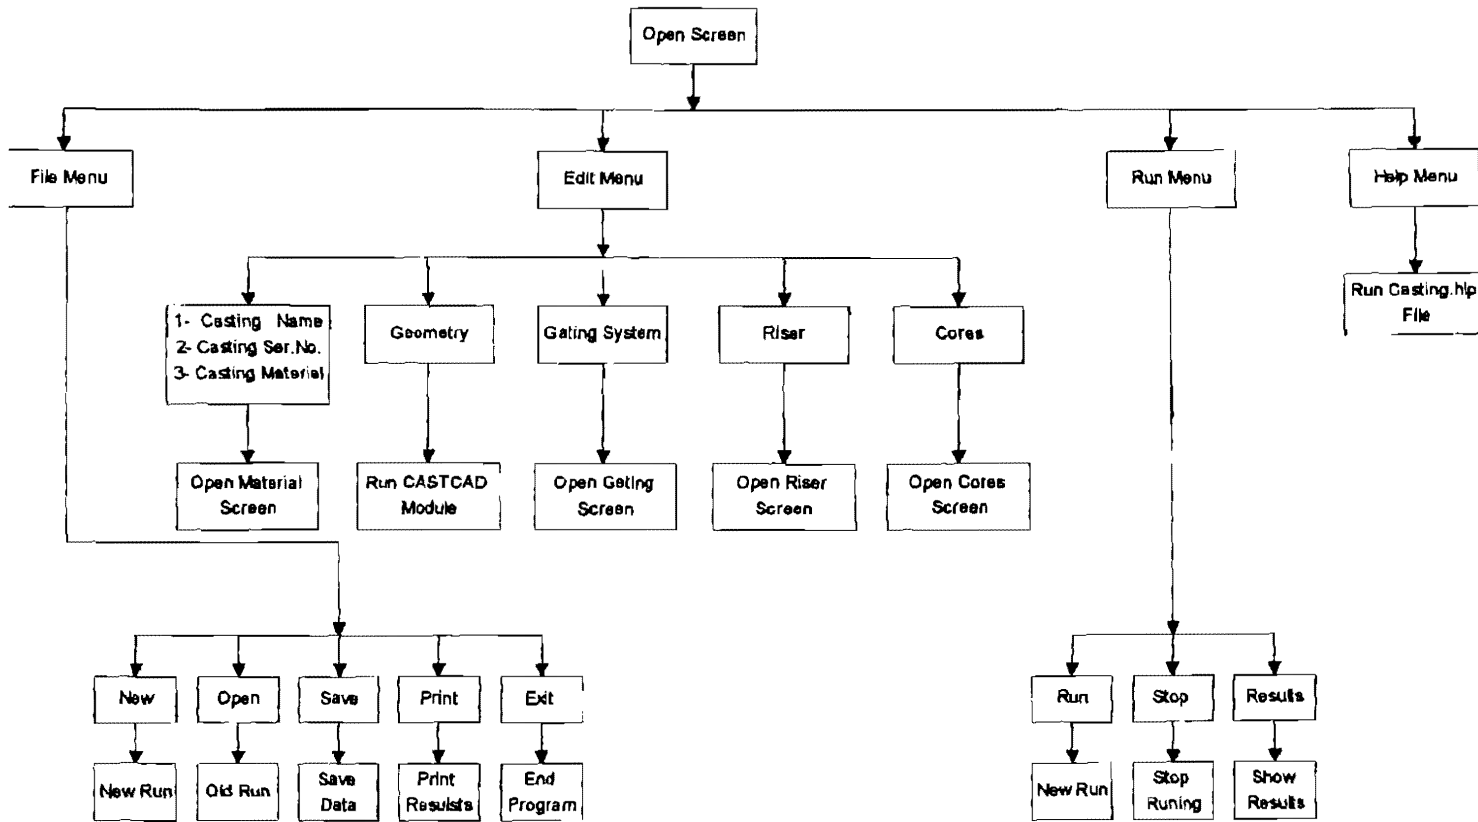 Open Screen
File Menu
Edit Menu
Run Menu
Help Menu
Run Casting.hlp
File
1- Casting Name
2- Casting Ser.No.
3- Casting Material
Geometry
Gating System
Riser
Cores
Open Material
Screen
Run CASTCAD
Module
Open Gating
Screen
Open Riser
Screen
Open Cores
Screen
New
Open
Save
Print
Exit
Run
Stop
Results
New Run
Old Run
Save
Data
Print
Resulsts
End
Program
New Run
Stop
Runing
Show
Results